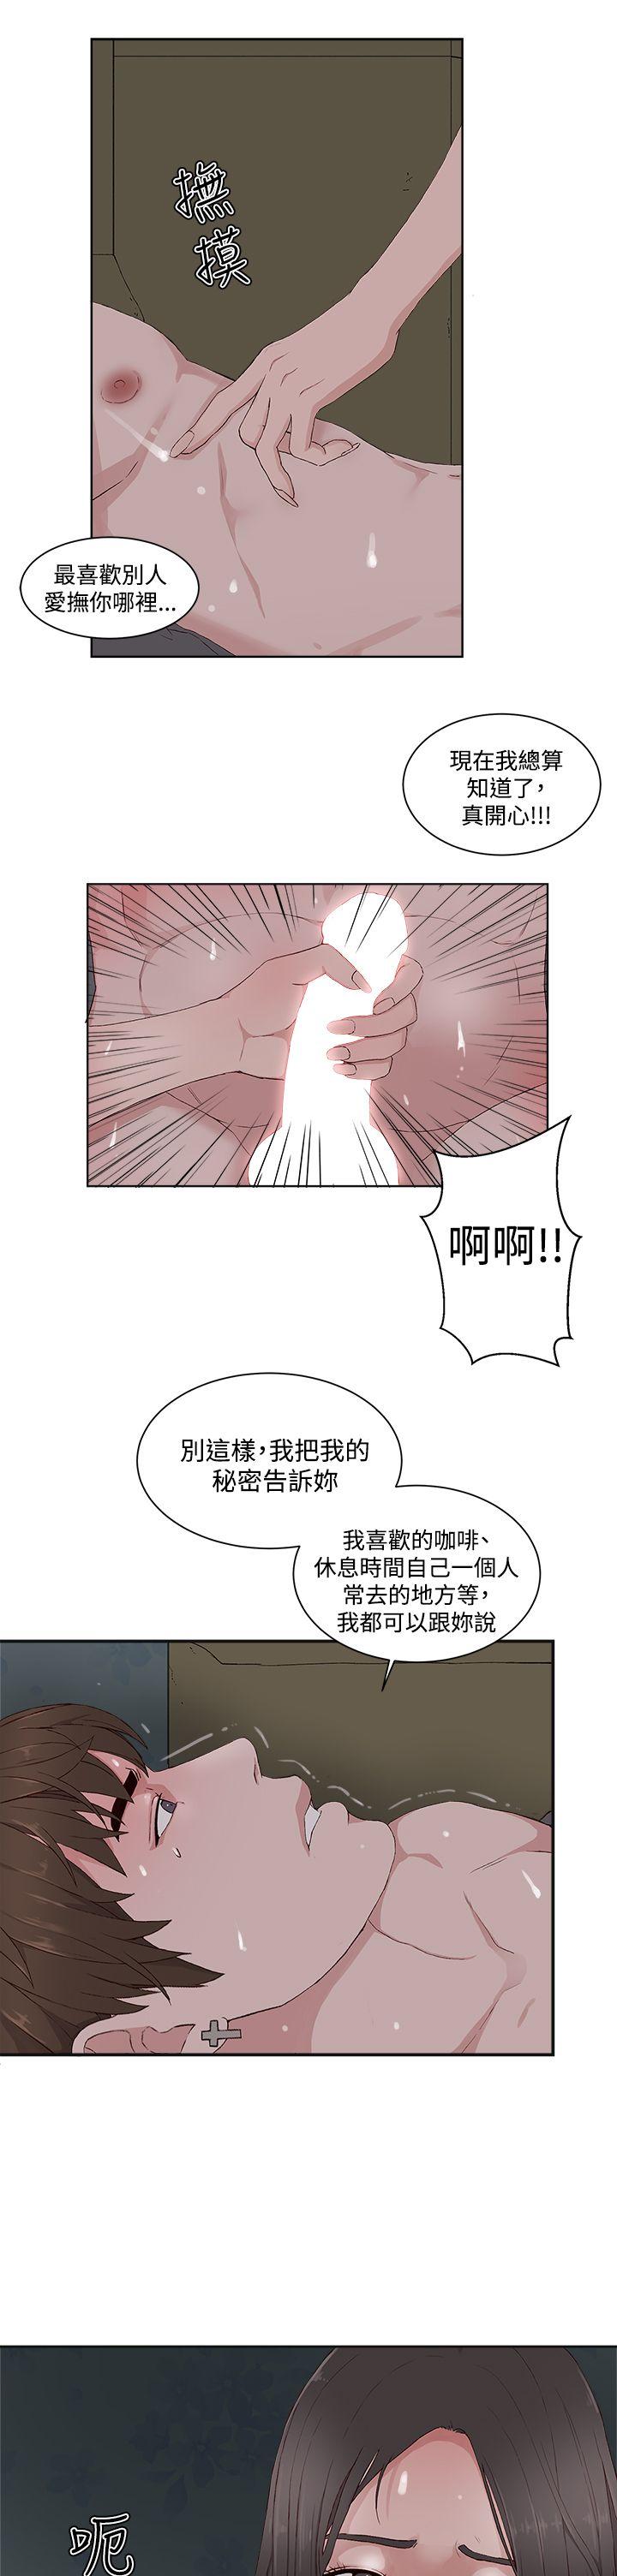 撫
摸
最喜歡別人
愛撫你哪裡...
現在我總算
知道了，
真開心!!!
啊啊!!
別這樣，我把我的
秘密告訴妳
我喜歡的咖啡、
休息時間自己一個人
常去的地方等，
我都可以跟妳說
呃